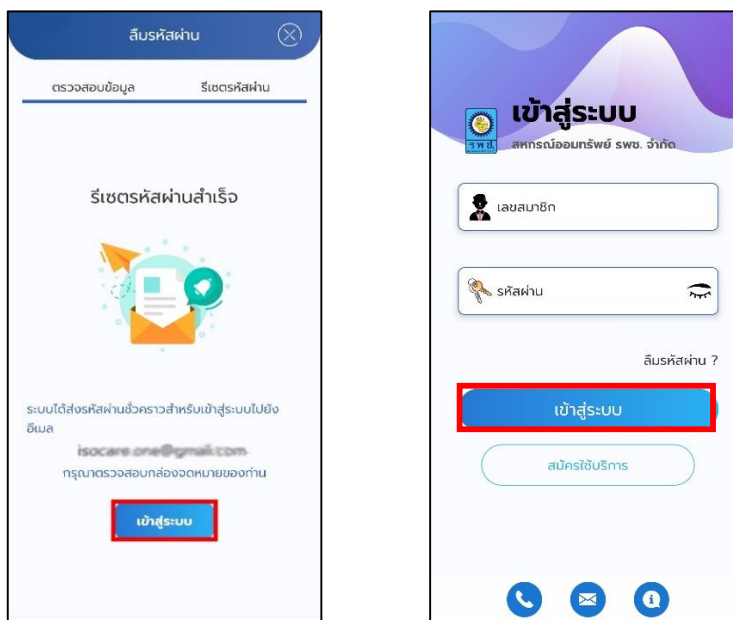 ลืมรหัสผ่าน
ตรวจสอบข้อมูล
รีเซตรหัสผ่าน
รีเซตรหัสผ่านสำเร็จ
ระบบได้ส่งรหัสผ่านชั่วคราวสำหรับเข้าสู่ระบบไปยัง
อีเมล
isocare.one@gmail.com
กรุณาตรวจสอบกล่องจดหมายของท่าน
เข้าสู่ระบบ
เข้าสู่ระบบ
รพช.
สหกรณ์ออมทรัพย์ รพช. จำกัด
เลขสมาชิก
รหัสผ่าน
ลืมรหัสผ่าน ?
เข้าสู่ระบบ
สมัครใช้บริการ